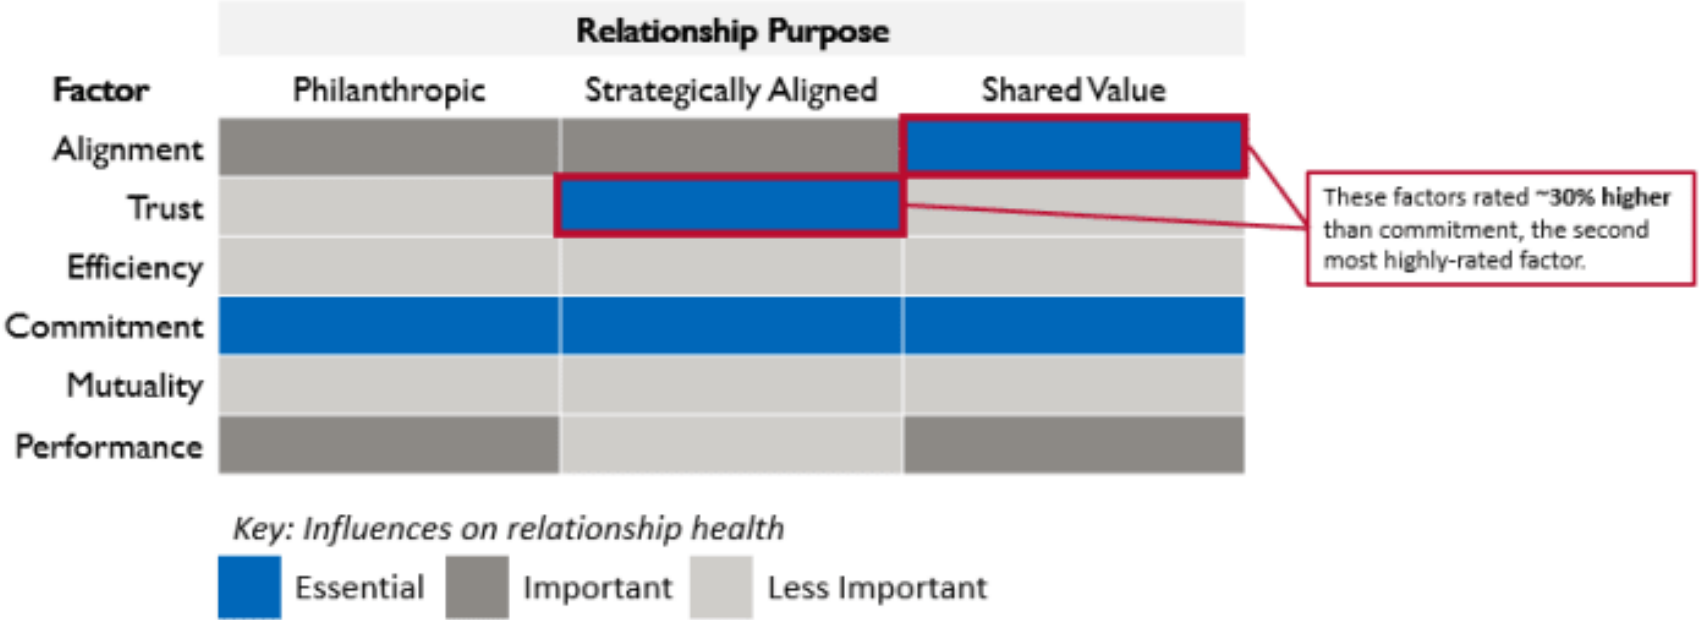 Relationship Purpose
Factor Philanthropic Strategically Aligned Shared Value
Alignment
Trust
Efficiency
Commitment
Mutuality
Performance
These factors rated ~30% higher
than commitment, the second
most highly-rated factor.
Key: Influences on relationship health
Essential Important Less Important